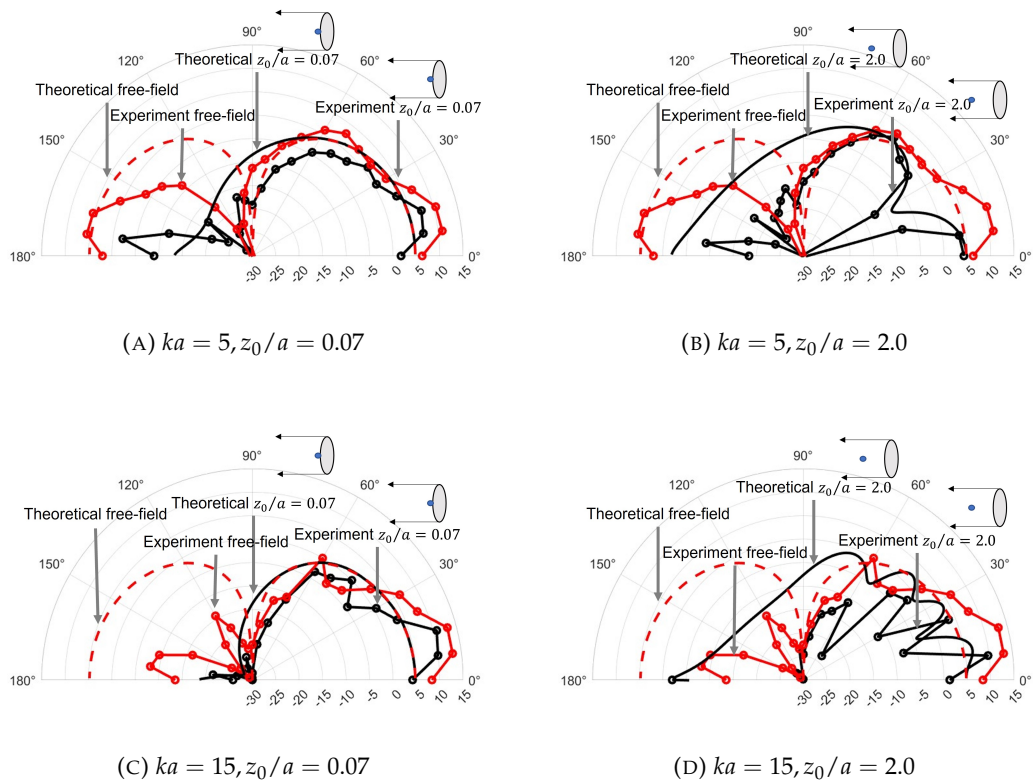 90°
120°
60°
150°
30°
180°
0°
Theoretical z₀/a = 0.07
Theoretical free-field
Experiment z₀/a = 0.07
Experiment free-field
-30 -25 -20 -15 -10 -5 0 5 10 15
(A) ka = 5, z₀/a = 0.07
90°
120°
60°
150°
30°
180°
0°
Theoretical z₀/a = 2.0
Theoretical free-field
Experiment z₀/a = 2.0
Experiment free-field
-30 -25 -20 -15 -10 -5 0 5 10 15
(B) ka = 5, z₀/a = 2.0
90°
120°
60°
150°
30°
180°
0°
Theoretical z₀/a = 0.07
Theoretical free-field
Experiment z₀/a = 0.07
Experiment free-field
-30 -25 -20 -15 -10 -5 0 5 10 15
(C) ka = 15, z₀/a = 0.07
90°
120°
60°
150°
30°
180°
0°
Theoretical z₀/a = 2.0
Theoretical free-field
Experiment z₀/a = 2.0
Experiment free-field
-30 -25 -20 -15 -10 -5 0 5 10 15
(D) ka = 15, z₀/a = 2.0